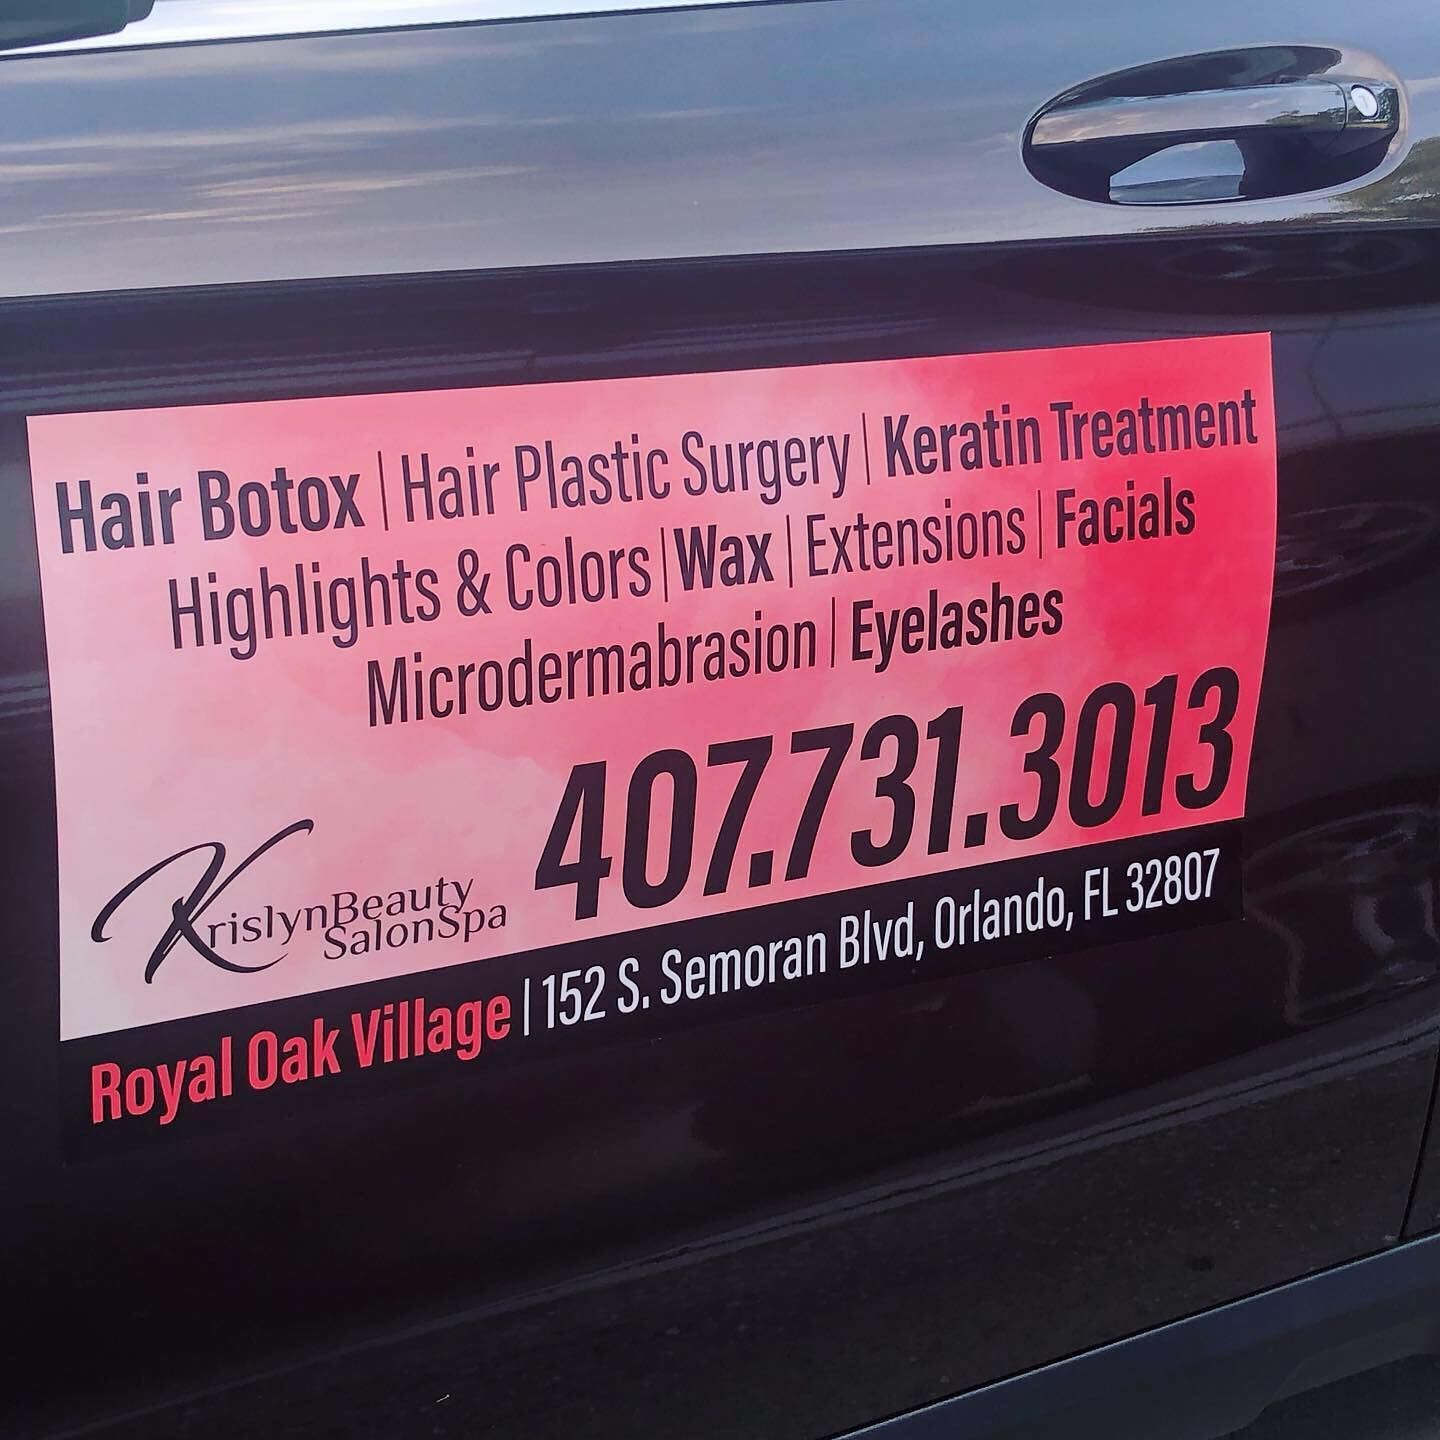 Hair Botox | Hair Plastic Surgery | Keratin Treatment
Highlights & Colors | Wax | Extensions | Facials
Microdermabrasion | Eyelashes
407.731.3013
KrislynBeauty
SalonSpa
Royal Oak Village | 152 S. Semoran Blvd, Orlando, FL 32807